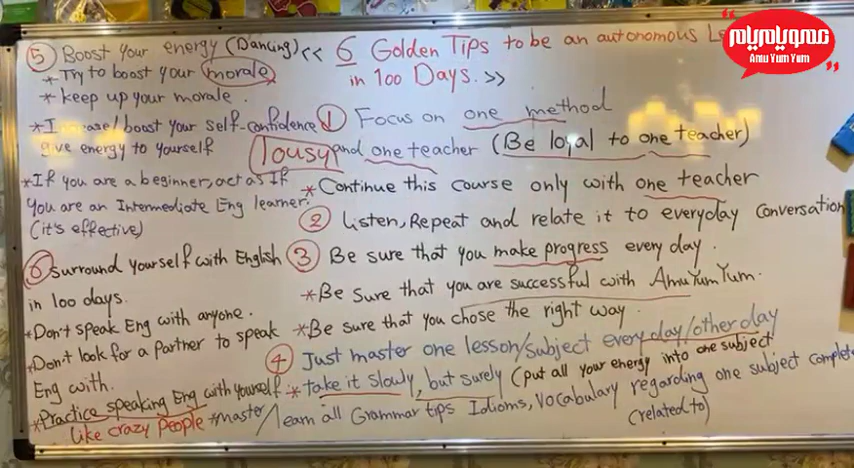 « 6 Golden Tips to be an autonomous Le
in 100 Days. »
① Focus on one method
and one teacher (Be loyal to one teacher)
lousy
* Continue this course only with one teacher
② Listen, Repeat and relate it to everyday conversation
③ Be sure that you make progress every day.
* Be Sure that you are successful with AmuYumYum.
* Be sure that you chose the right way.
④ Just master one lesson/subject every day/other day
* take it slowly, but surely (put all your energy into one subject
* master/learn all Grammar tips Idioms, Vocabulary regarding one subject complete
(related to)
⑤ Boost your energy (Dancing)
* Try to boost your morale
* keep up your morale.
* Increase/boost your self-confidence
give energy to yourself
* If you are a beginner, act as If
You are an Intermediate Eng learner.
(it's effective)
⑥ surround yourself with English
in 100 days.
* Don't speak Eng with anyone.
* Don't look for a partner to speak
Eng with.
* Practice speaking Eng with yourself
like crazy people
عمو یام یام
Amu Yum Yum